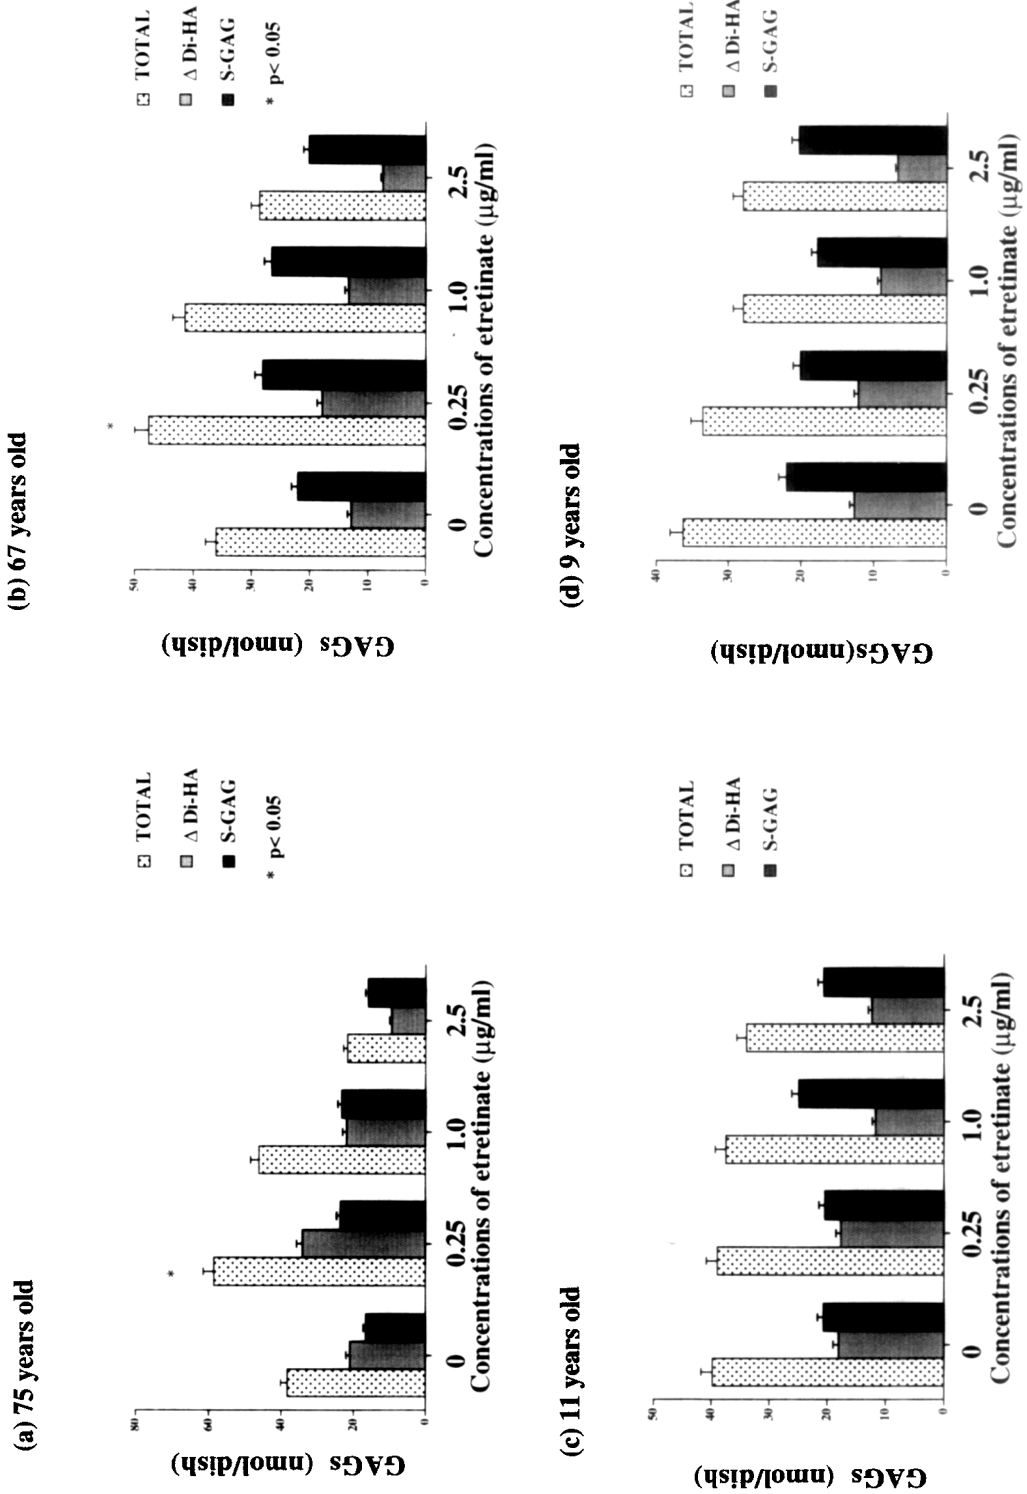 (a) 75 years old
TOTAL
Δ Di-HA
S-GAG
* p< 0.05
GAGs (nmol/dish)
80
60
40
20
0
*
0 0.25 1.0 2.5
Concentrations of etretinate (µg/ml)
(b) 67 years old
TOTAL
Δ Di-HA
S-GAG
* p< 0.05
GAGs (nmol/dish)
50
40
30
20
10
0
*
0 0.25 1.0 2.5
Concentrations of etretinate (µg/ml)
(c) 11 years old
TOTAL
Δ Di-HA
S-GAG
GAGs (nmol/dish)
50
40
30
20
10
0
0 0.25 1.0 2.5
Concentrations of etretinate (µg/ml)
(d) 9 years old
TOTAL
Δ Di-HA
S-GAG
GAGs(nmol/dish)
40
30
20
10
0
0 0.25 1.0 2.5
Concentrations of etretinate (µg/ml)